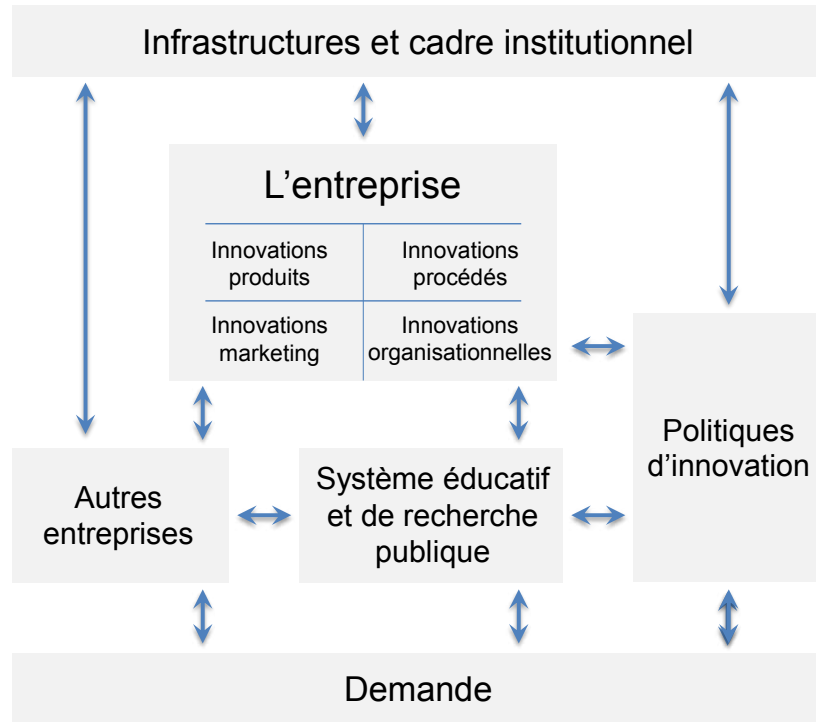 Infrastructures et cadre institutionnel
L’entreprise
Innovations
produits
Innovations
procédés
Innovations
marketing
Innovations
organisationnelles
Politiques
d’innovation
Autres
entreprises
Système éducatif
et de recherche
publique
Demande